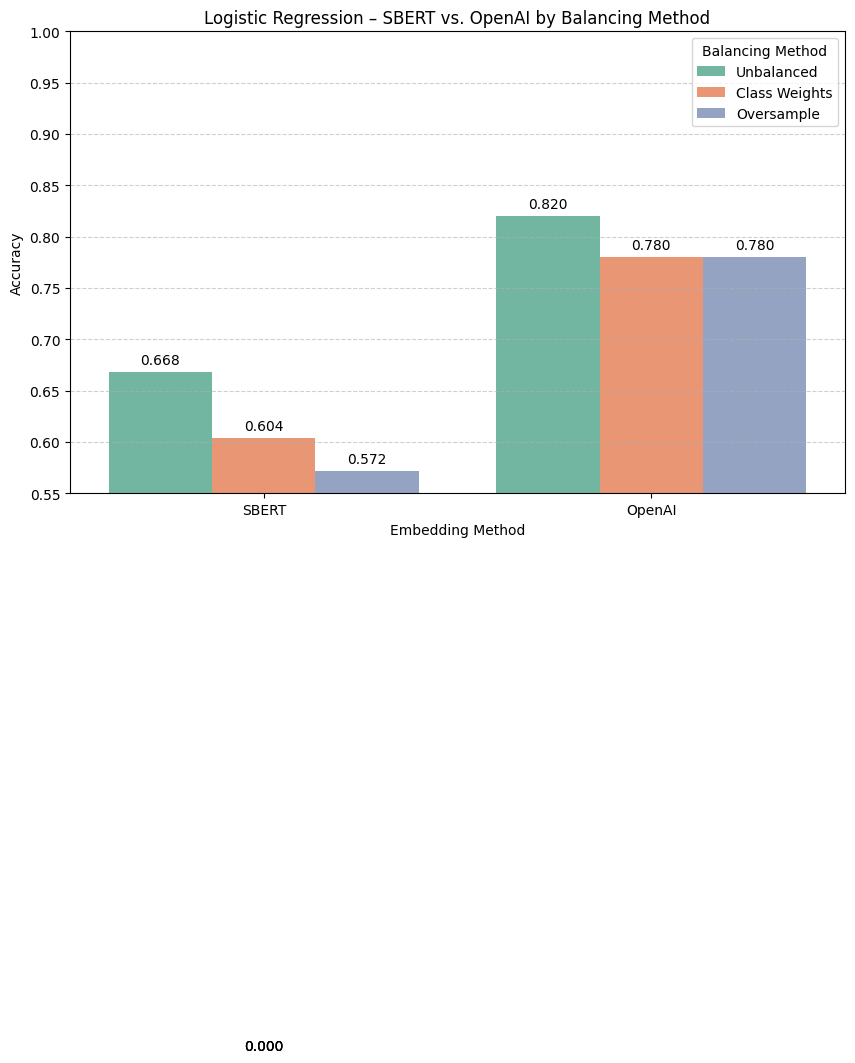 Logistic Regression – SBERT vs. OpenAI by Balancing Method
Balancing Method
Unbalanced
Class Weights
Oversample
Accuracy
1.00
0.95
0.90
0.85
0.80
0.75
0.70
0.65
0.60
0.55
0.668
0.604
0.572
0.820
0.780
0.780
SBERT
OpenAI
Embedding Method
0.000